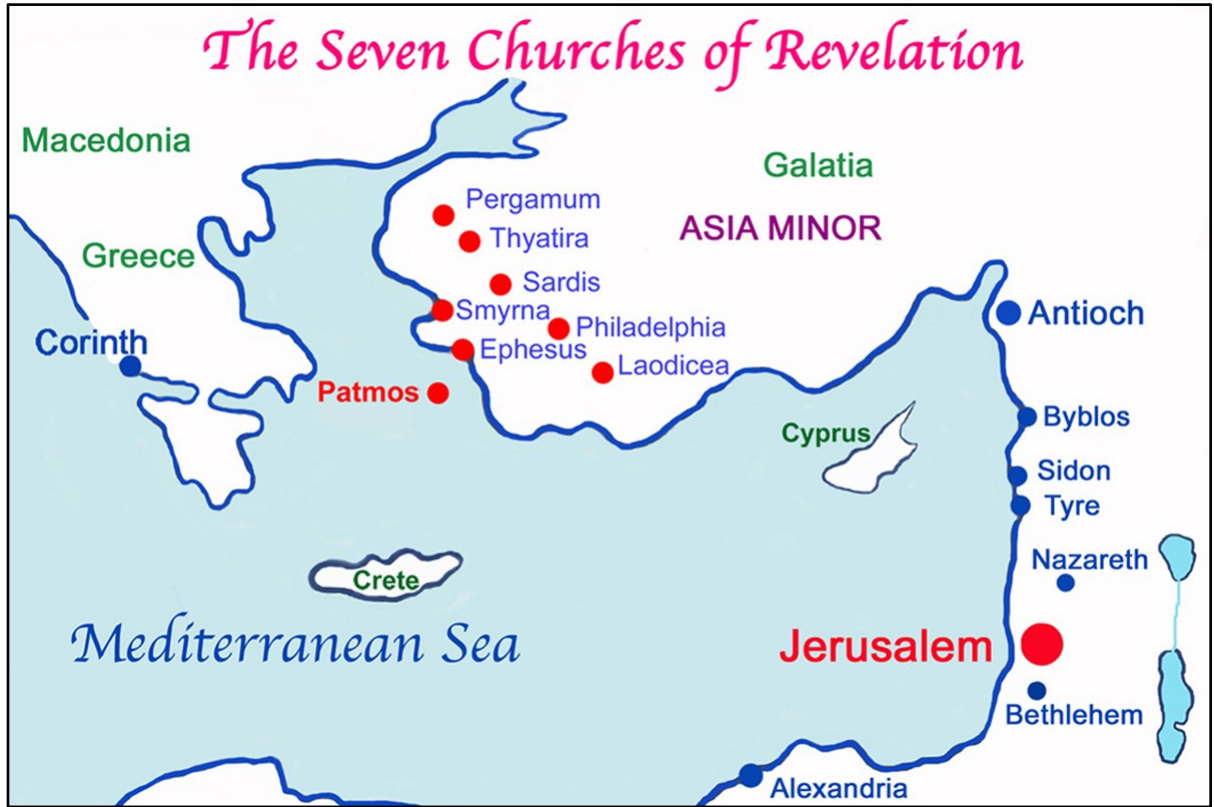 The Seven Churches of Revelation
Macedonia
Galatia
Pergamum
ASIA MINOR
Thyatira
Greece
Sardis
Smyrna
Antioch
Philadelphia
Corinth
Ephesus
Laodicea
Patmos
Byblos
Cyprus
Sidon
Tyre
Nazareth
Crete
Mediterranean Sea
Jerusalem
Bethlehem
Alexandria